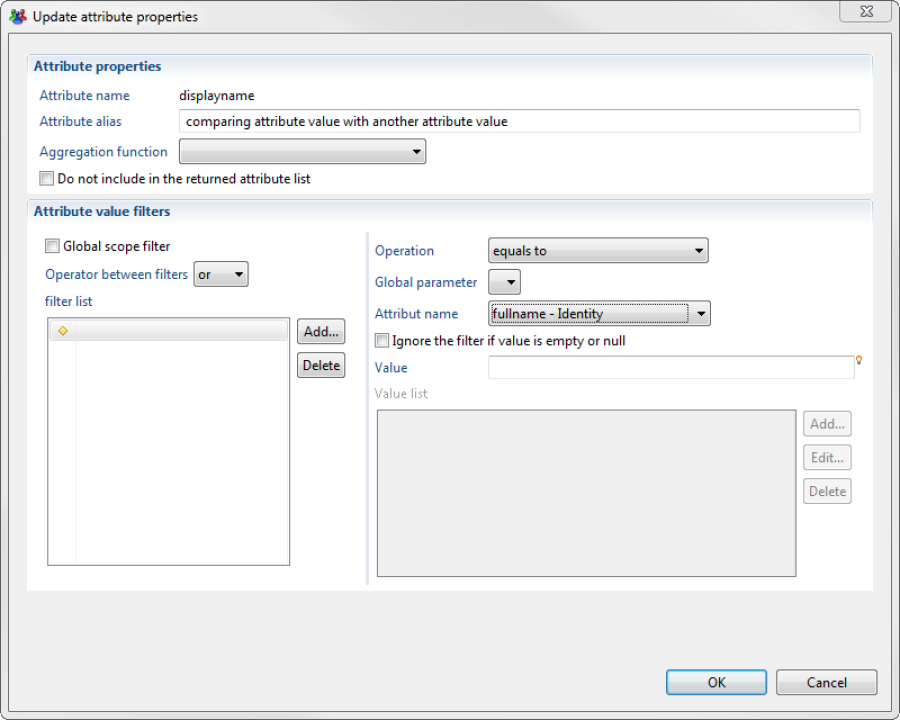 Update attribute properties
Attribute properties
Attribute name displayname
Attribute alias comparing attribute value with another attribute value
Aggregation function
Do not include in the returned attribute list
Attribute value filters
Global scope filter
Operator between filters or
filter list
Add...
Delete
Operation equals to
Global parameter
Attribut name fullname - Identity
Ignore the filter if value is empty or null
Value
Value list
Add...
Edit...
Delete
OK Cancel